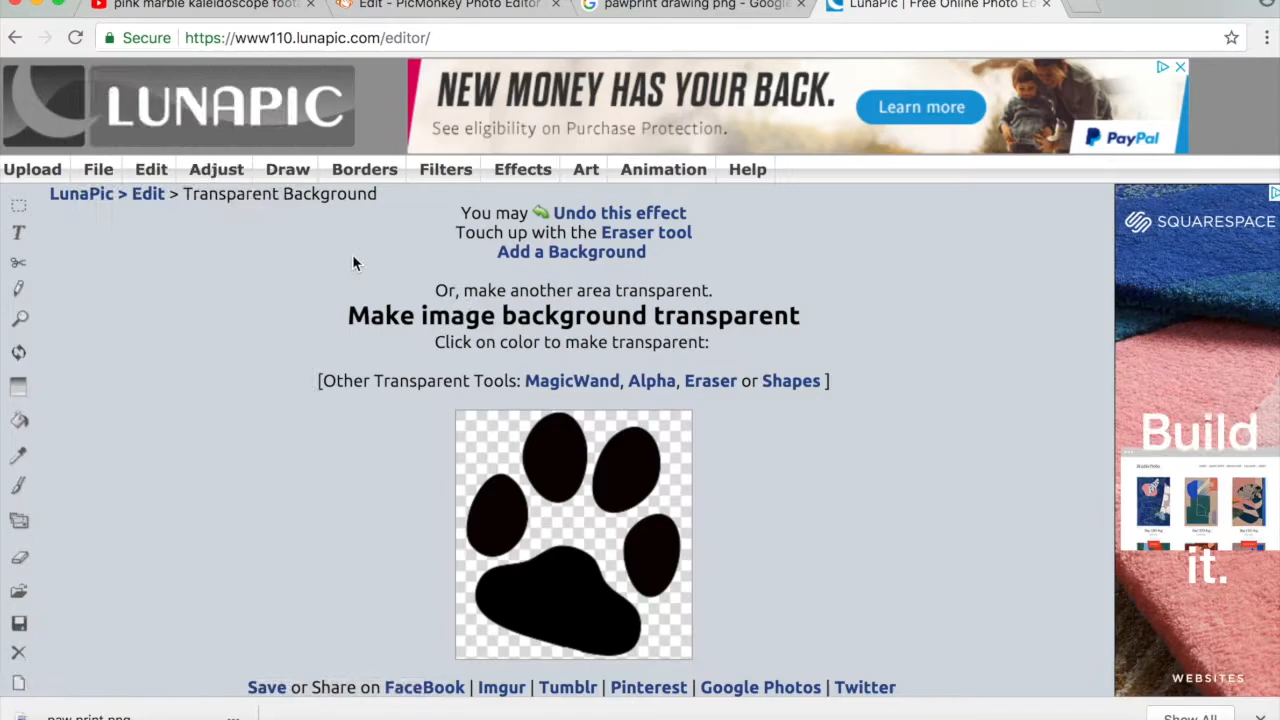 pink marble kaleidoscope foot
Edit - PicMonkey Photo Editor
pawprint drawing png - Google
LunaPic | Free Online Photo Ed
Secure
https://www110.lunapic.com/editor/
LUNAPIC
NEW MONEY HAS YOUR BACK.
See eligibility on Purchase Protection.
Learn more
PayPal
Upload File Edit Adjust Draw Borders Filters Effects Art Animation Help
LunaPic > Edit > Transparent Background
You may Undo this effect
Touch up with the Eraser tool
Add a Background
Or, make another area transparent.
Make image background transparent
Click on color to make transparent:
[Other Transparent Tools: MagicWand, Alpha, Eraser or Shapes ]
Save or Share on FaceBook | Imgur | Tumblr | Pinterest | Google Photos | Twitter
SQUARESPACE
Build
it.
WEBSITES
paw print.png
Show All